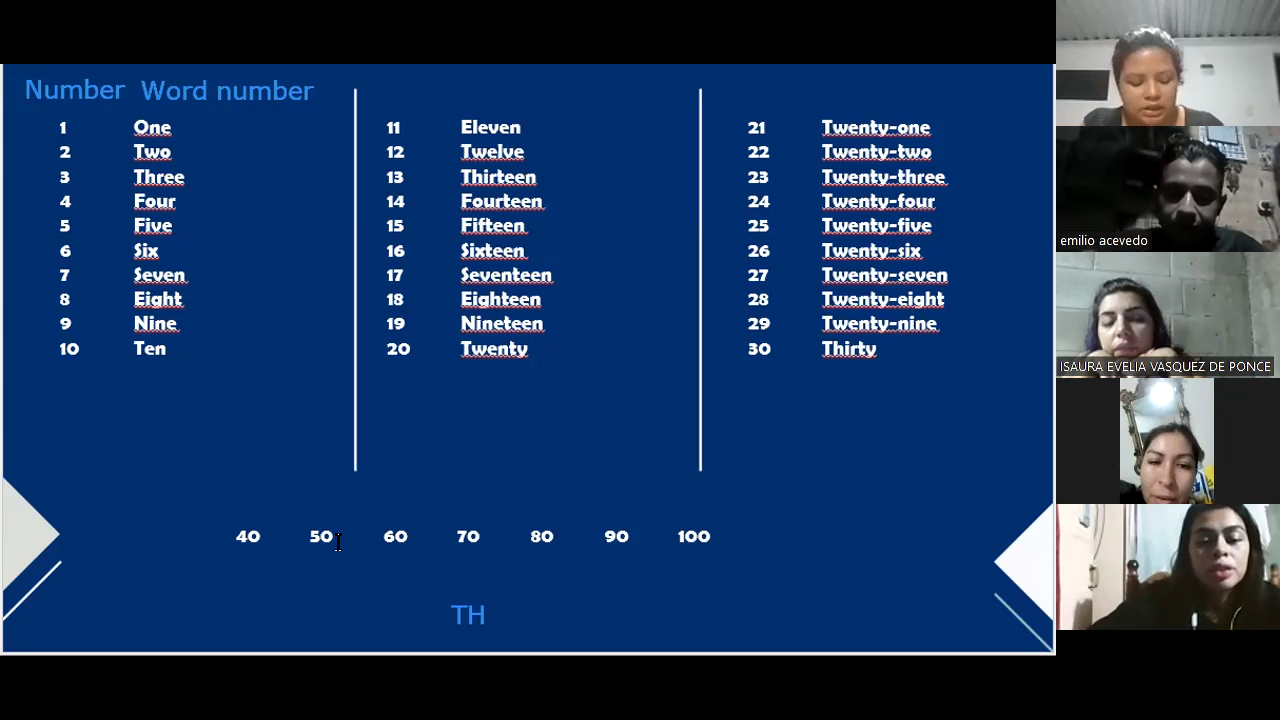 Number Word number
1 One
2 Two
3 Three
4 Four
5 Five
6 Six
7 Seven
8 Eight
9 Nine
10 Ten
11 Eleven
12 Twelve
13 Thirteen
14 Fourteen
15 Fifteen
16 Sixteen
17 Seventeen
18 Eighteen
19 Nineteen
20 Twenty
21 Twenty-one
22 Twenty-two
23 Twenty-three
24 Twenty-four
25 Twenty-five
26 Twenty-six
27 Twenty-seven
28 Twenty-eight
29 Twenty-nine
30 Thirty
40 50 60 70 80 90 100
TH
emilio acevedo
ISAURA EVELIA VASQUEZ DE PONCE